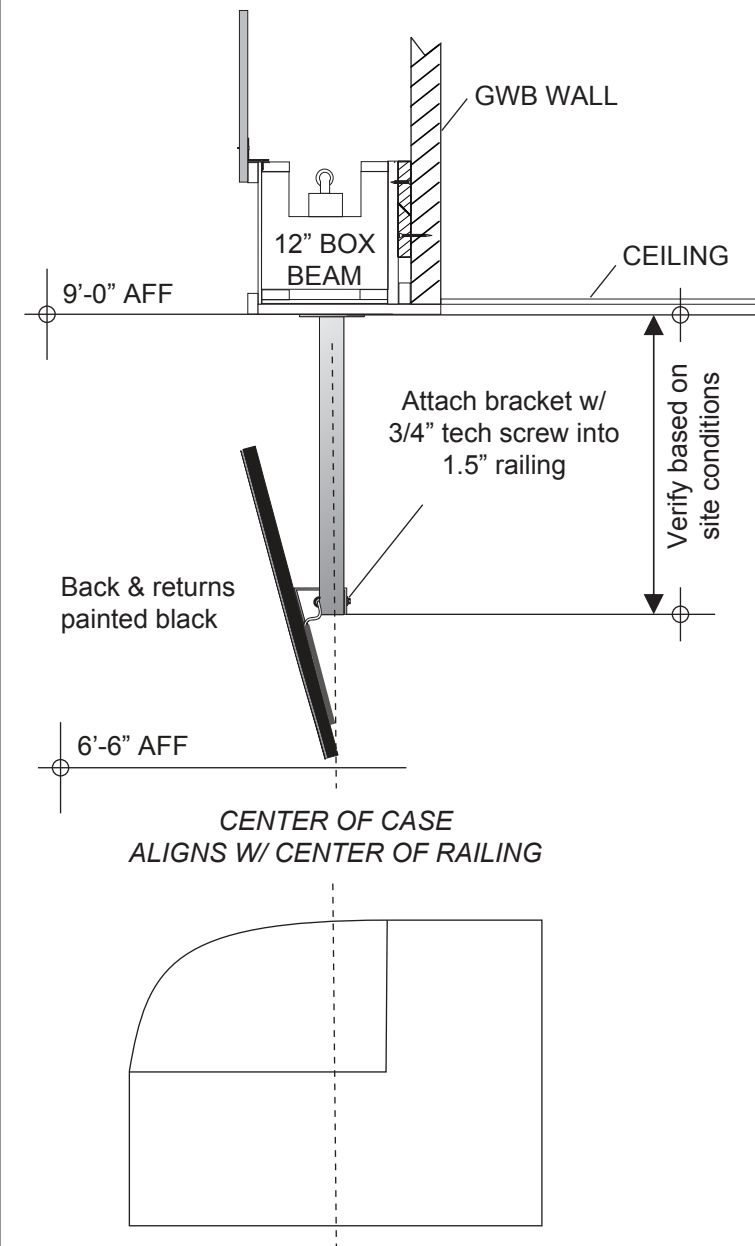 GWB WALL
12” BOX
BEAM
CEILING
9’-0” AFF
Attach bracket w/
3/4” tech screw into
1.5” railing
Verify based on
site conditions
Back & returns
painted black
6’-6” AFF
CENTER OF CASE
ALIGNS W/ CENTER OF RAILING